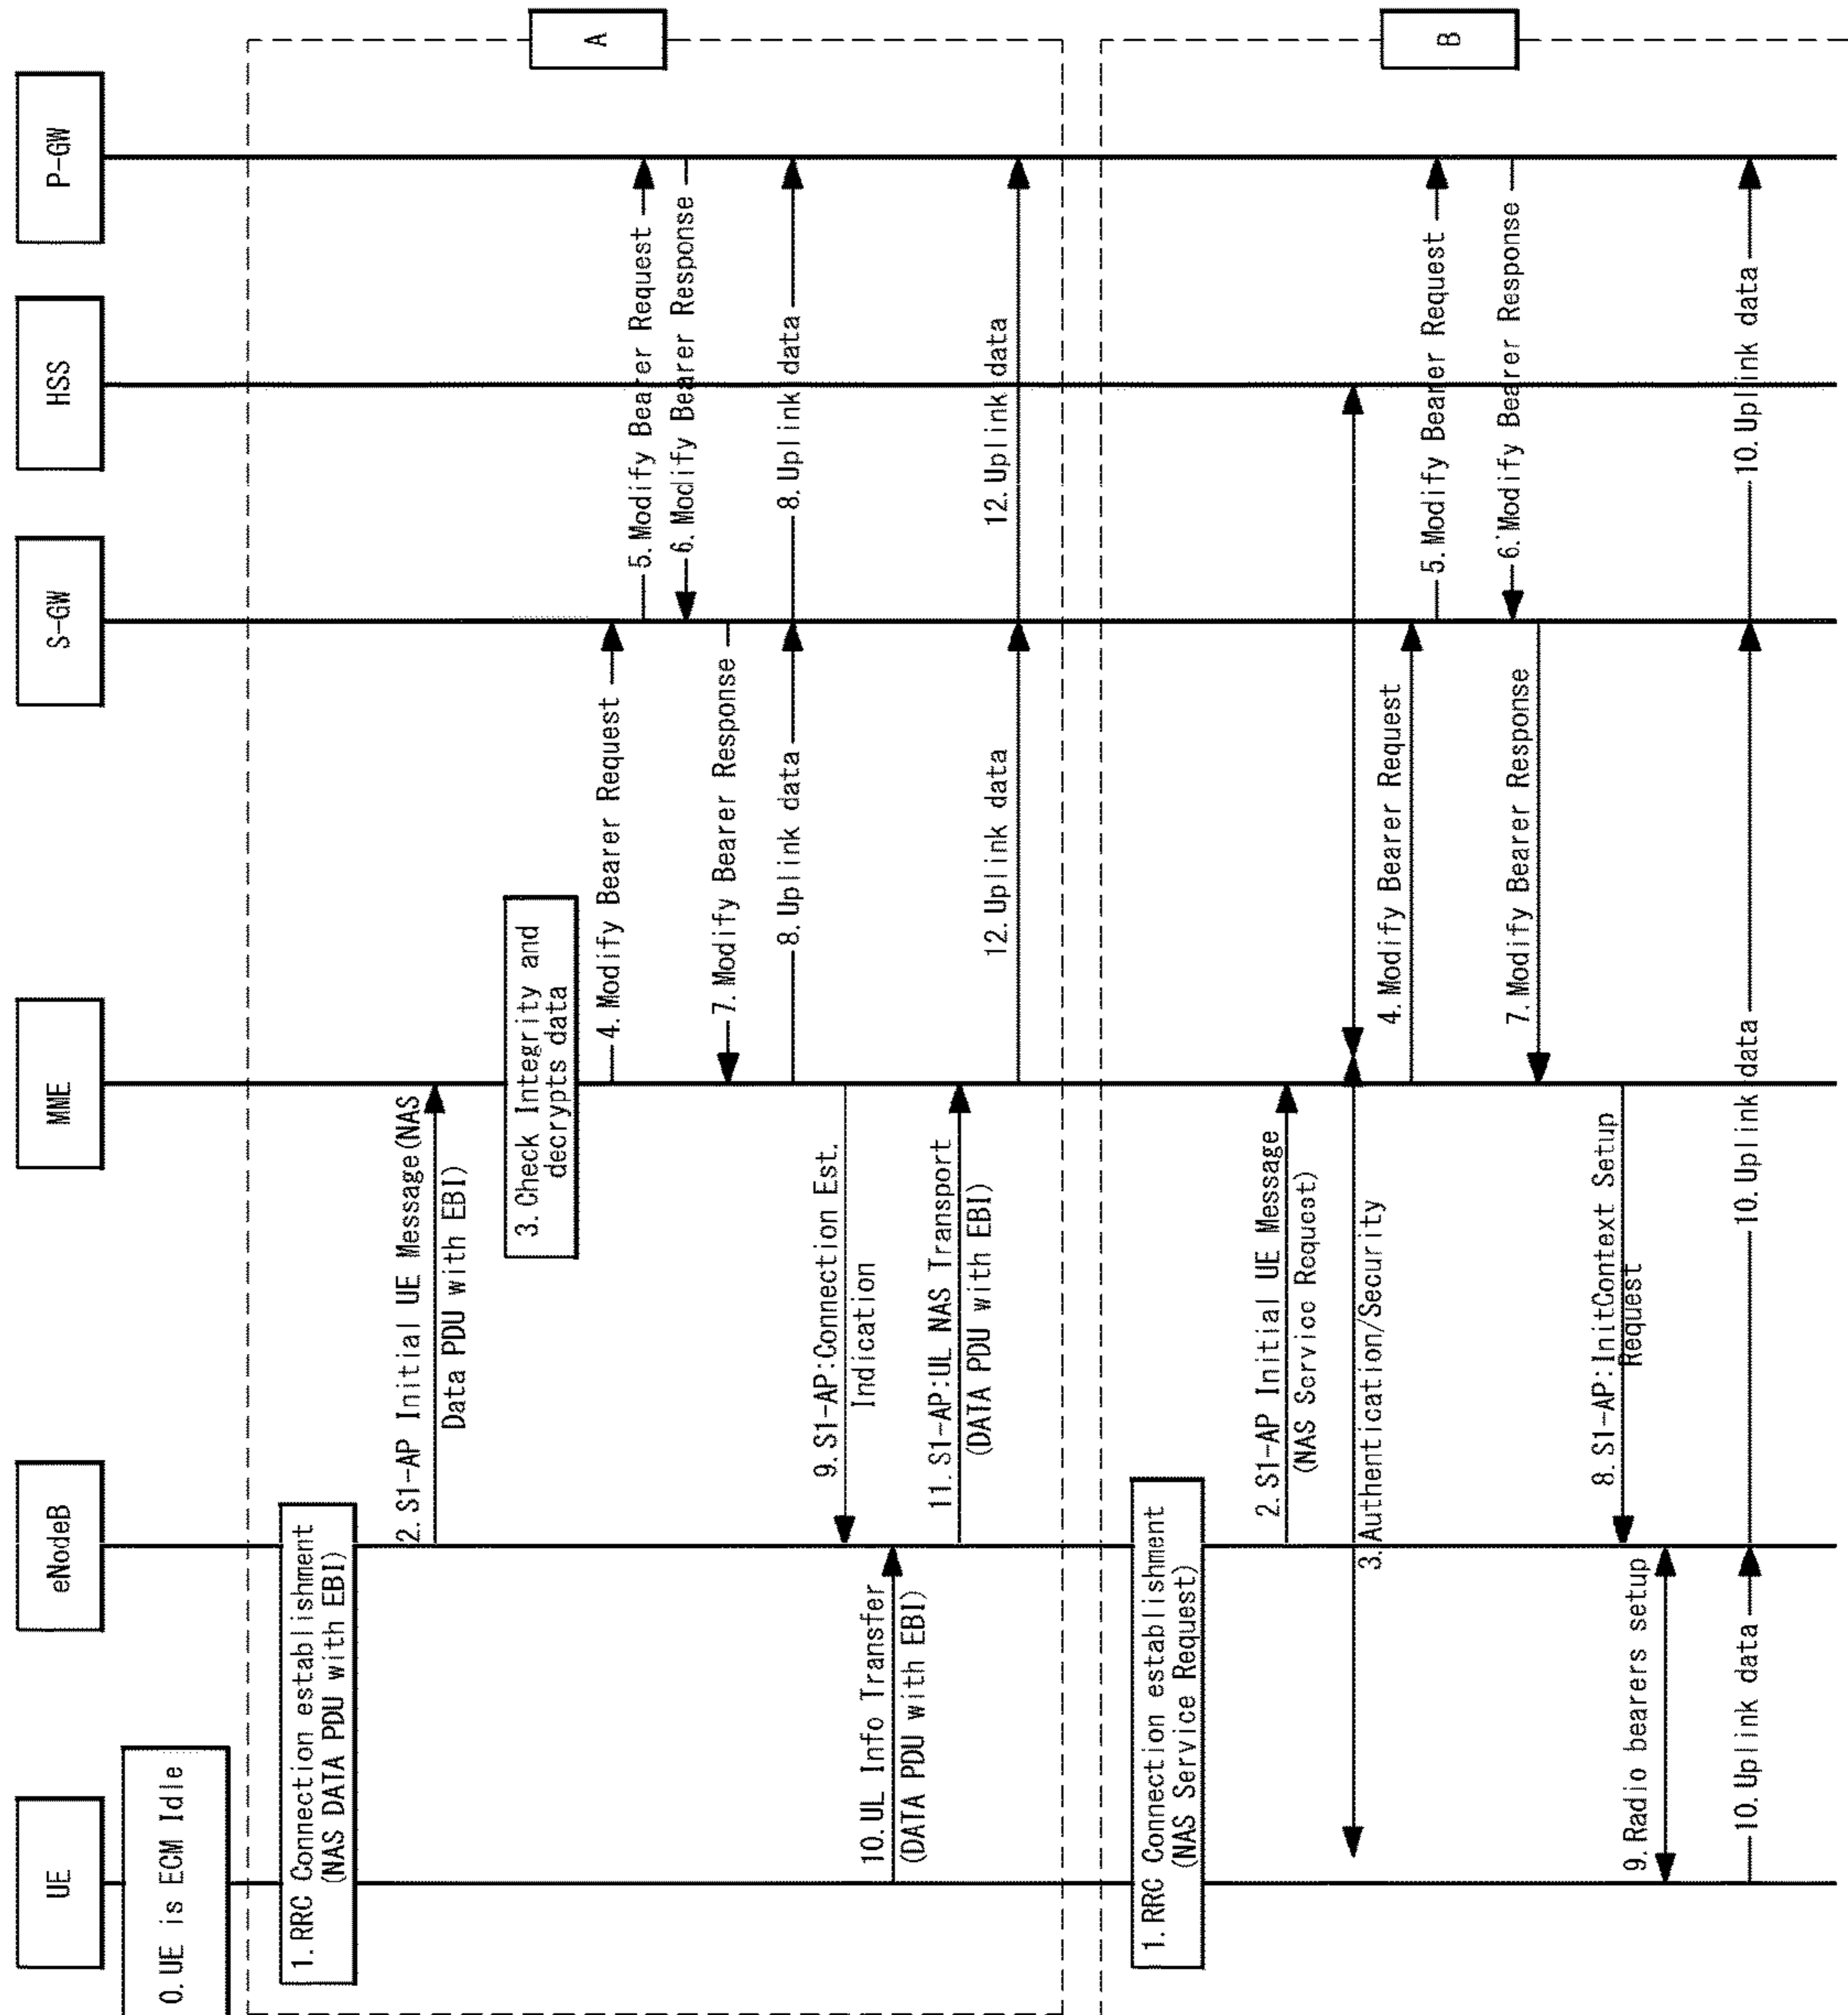 UE
eNodeB
MME
S-GW
HSS
P-GW
0. UE is ECM Idle
A
1. RRC Connection establishment
(NAS DATA PDU with EBI)
2. S1-AP Initial UE Message(NAS
Data PDU with EBI)
3. Check Integrity and
decrypts data
4. Modify Bearer Request
5. Modify Bearer Request
6. Modify Bearer Response
7. Modify Bearer Response
8. Uplink data
8. Uplink data
9. S1-AP:Connection Est.
Indication
10. UL Info Transfer
(DATA PDU with EBI)
11. S1-AP:UL NAS Transport
(DATA PDU with EBI)
12. Uplink data
12. Uplink data
B
1. RRC Connection establishment
(NAS Service Request)
2. S1-AP Initial UE Message
(NAS Service Request)
3. Authentication/Security
4. Modify Bearer Request
5. Modify Bearer Request
6. Modify Bearer Response
7. Modify Bearer Response
8. S1-AP:InitContext Setup
Request
9. Radio bearers setup
10. Uplink data
10. Uplink data
10. Uplink data